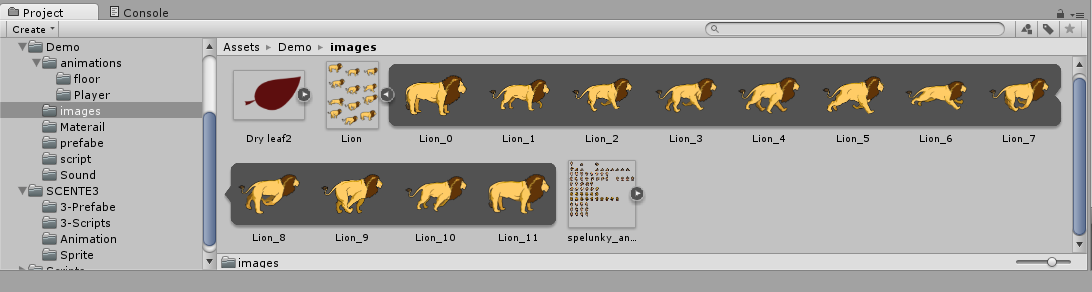 Project
Console
Create
Demo
animations
floor
Player
images
Materail
prefabe
script
Sound
SCENTE3
3-Prefabe
3-Scripts
Animation
Sprite
Assets ▸ Demo ▸ images
Dry leaf2
Lion
Lion_0
Lion_1
Lion_2
Lion_3
Lion_4
Lion_5
Lion_6
Lion_7
Lion_8
Lion_9
Lion_10
Lion_11
spelunky_an...
images